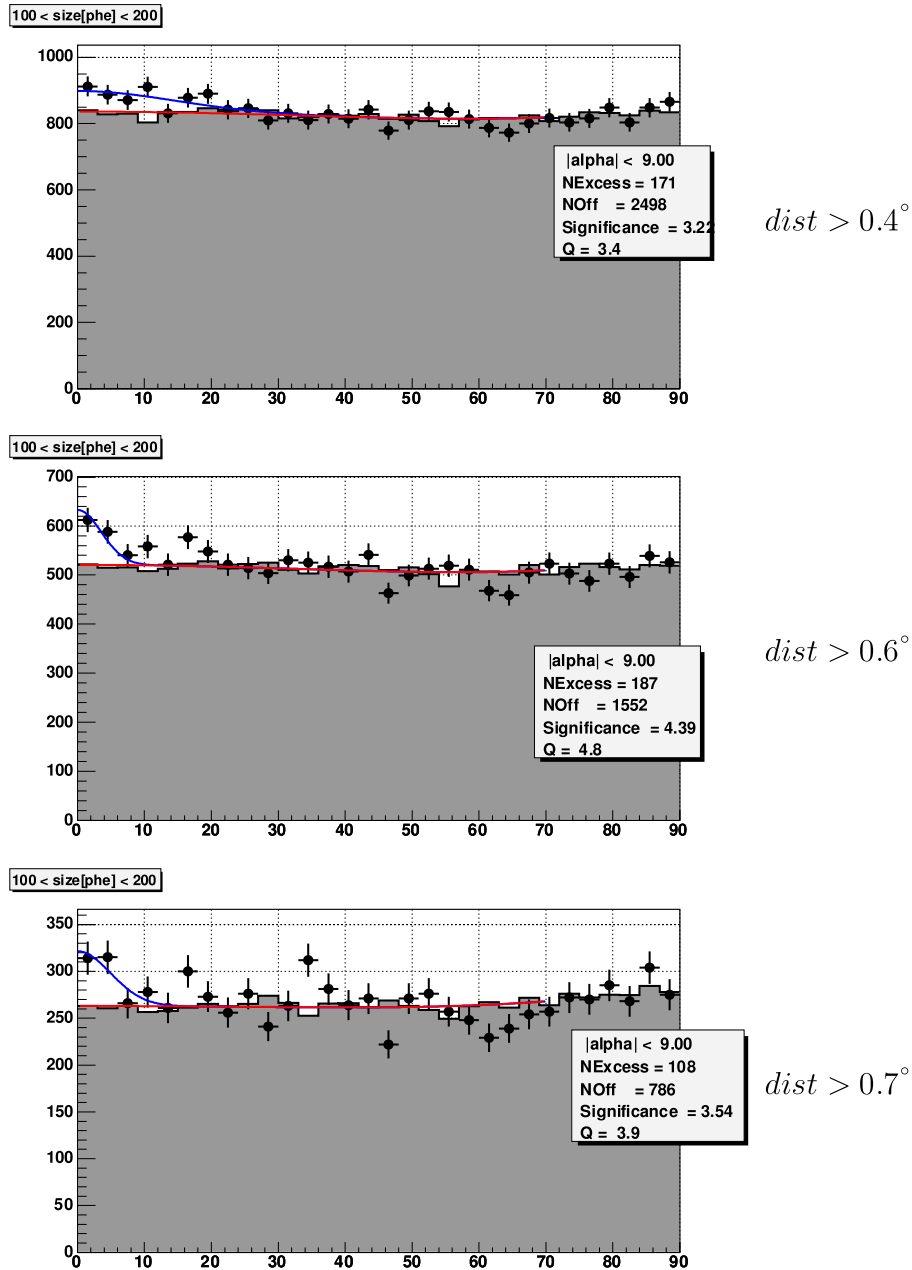 100 < size[phe] < 200
1000
800
600
400
200
0
0 10 20 30 40 50 60 70 80 90
|alpha| < 9.00
NExcess = 171
NOff = 2498
Significance = 3.22
Q = 3.4
dist > 0.4°
100 < size[phe] < 200
700
600
500
400
300
200
100
0
0 10 20 30 40 50 60 70 80 90
|alpha| < 9.00
NExcess = 187
NOff = 1552
Significance = 4.39
Q = 4.8
dist > 0.6°
100 < size[phe] < 200
350
300
250
200
150
100
50
0
0 10 20 30 40 50 60 70 80 90
|alpha| < 9.00
NExcess = 108
NOff = 786
Significance = 3.54
Q = 3.9
dist > 0.7°